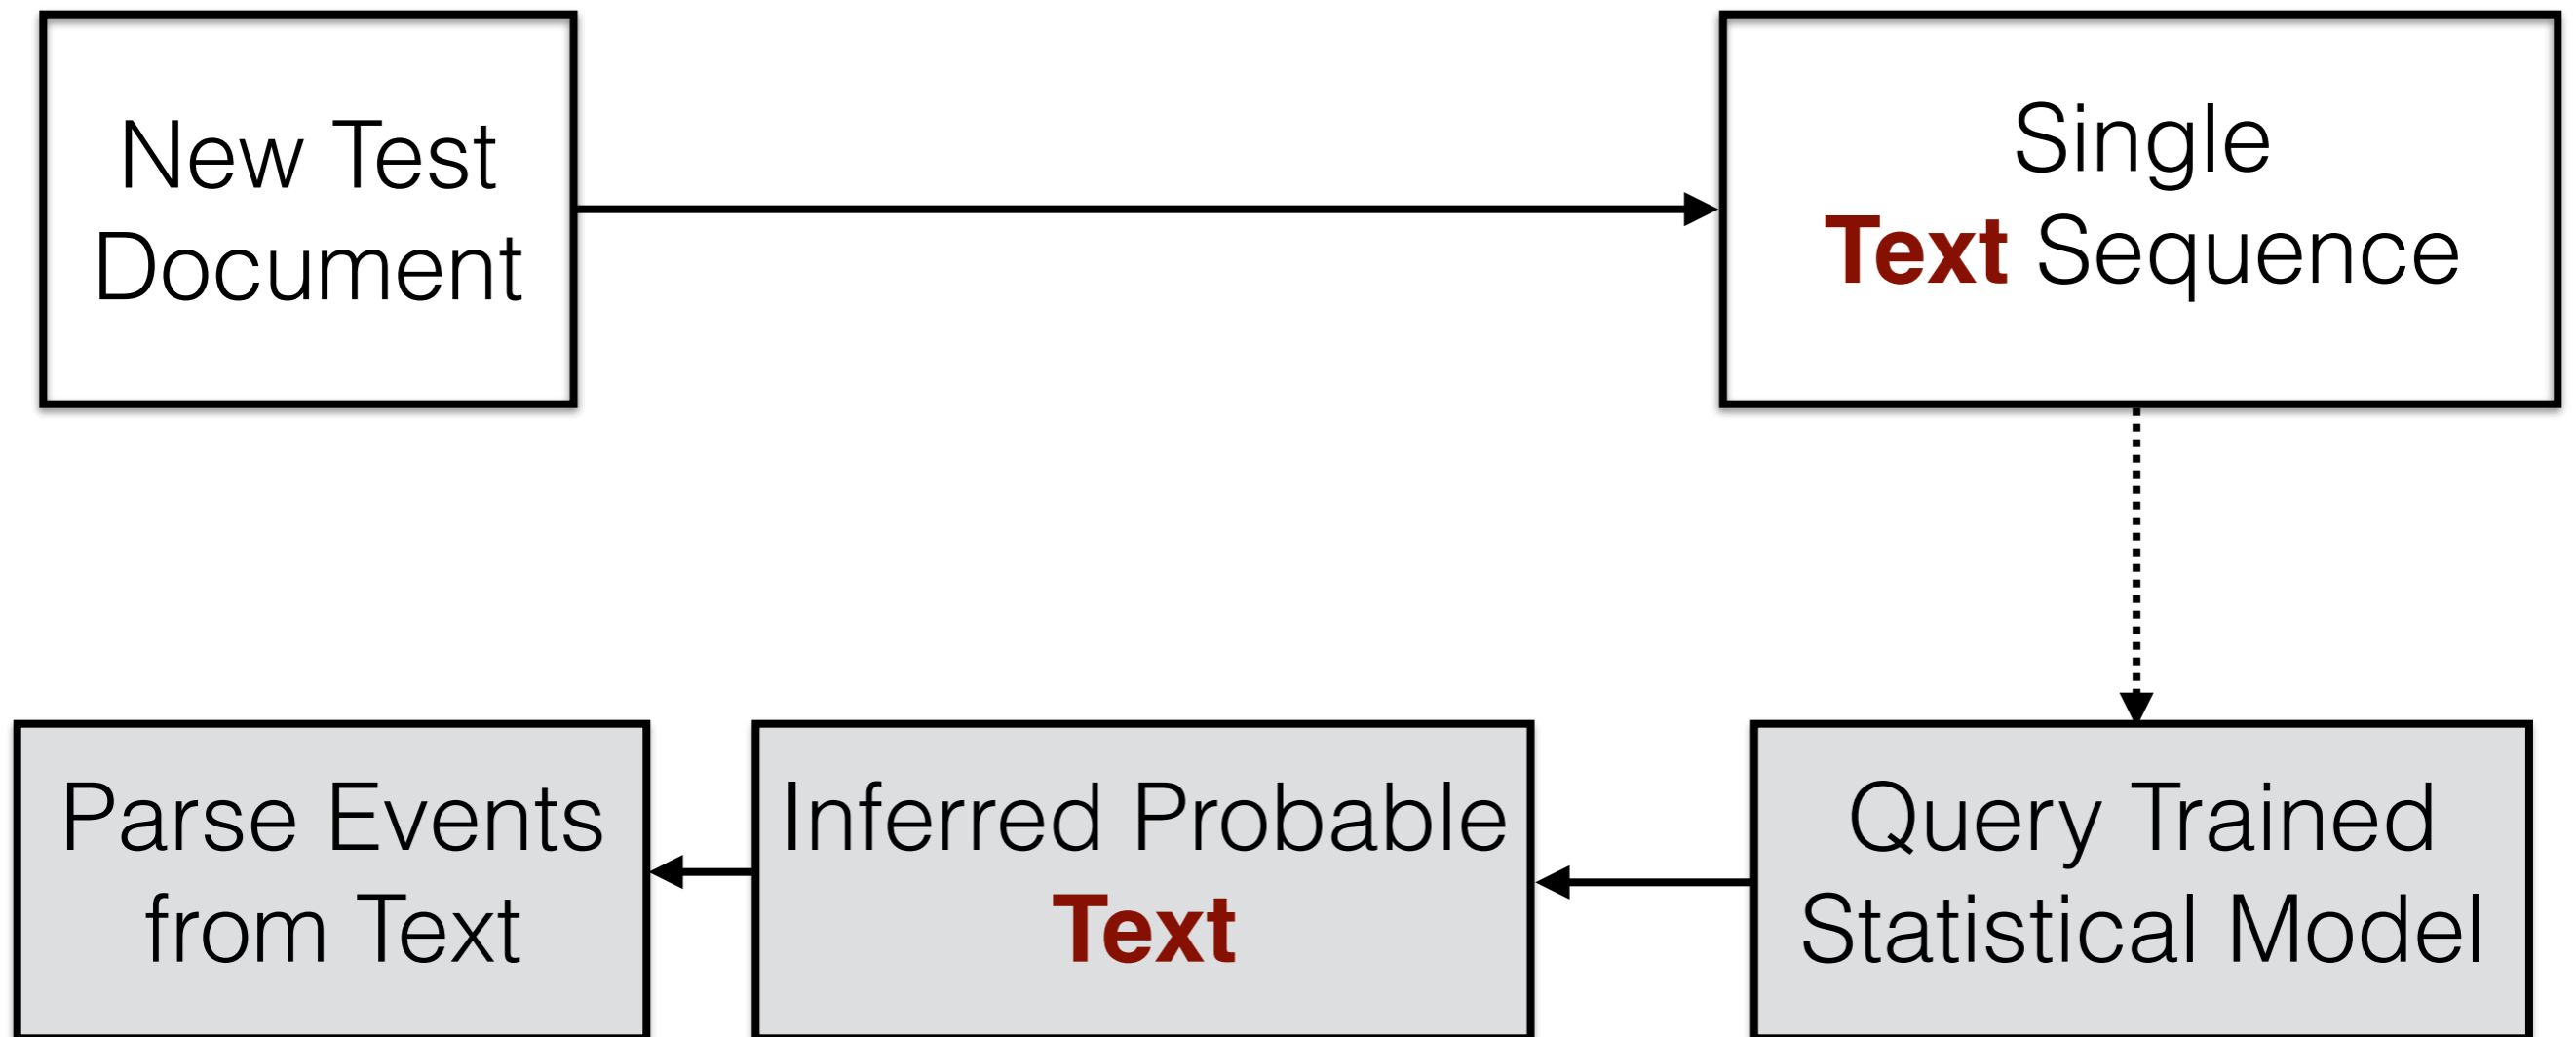 New Test
Document
Single
Text Sequence
Parse Events
from Text
Inferred Probable
Text
Query Trained
Statistical Model